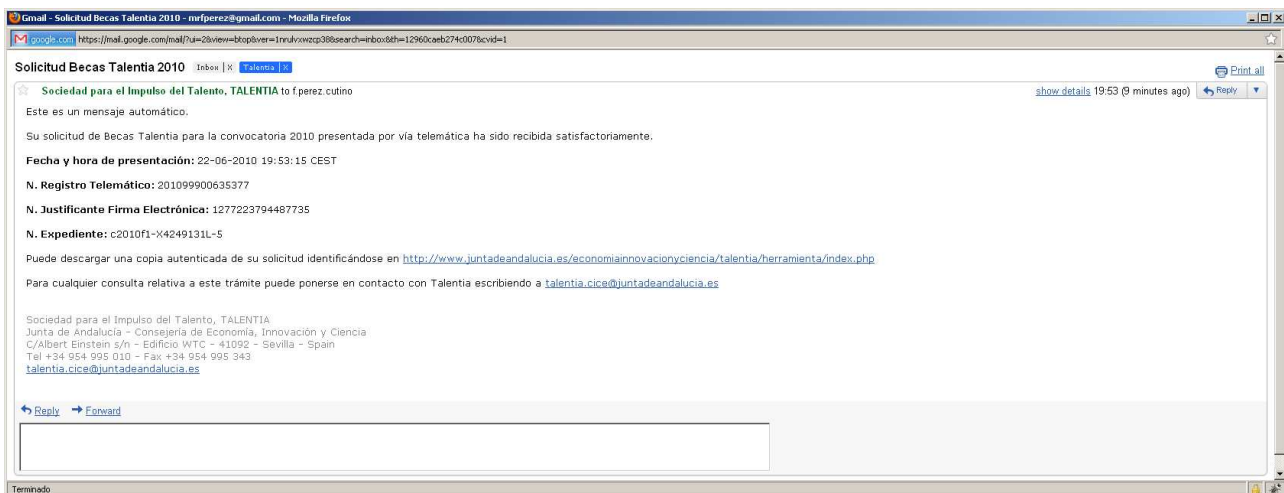 Gmail - Solicitud Becas Talentia 2010 - mrfperez@gmail.com - Mozilla Firefox
google.com https://mail.google.com/mail/?ui=2&view=btop&ver=1nrulvxwzcp38&search=inbox&th=12960caeb274c007&cvid=1
Solicitud Becas Talentia 2010 Inbox | X Talentia | X
Print all
Sociedad para el Impulso del Talento, TALENTIA to f.perez.cutino show details 19:53 (9 minutes ago) Reply
Este es un mensaje automático.
Su solicitud de Becas Talentia para la convocatoria 2010 presentada por vía telemática ha sido recibida satisfactoriamente.
Fecha y hora de presentación: 22-06-2010 19:53:15 CEST
N. Registro Telemático: 201099900635377
N. Justificante Firma Electrónica: 1277223794487735
N. Expediente: c2010f1-X4249131L-5
Puede descargar una copia autenticada de su solicitud identificándose en http://www.juntadeandalucia.es/economiainnovacionyciencia/talentia/herramienta/index.php
Para cualquier consulta relativa a este trámite puede ponerse en contacto con Talentia escribiendo a talentia.cice@juntadeandalucia.es
Sociedad para el Impulso del Talento, TALENTIA
Junta de Andalucía - Consejería de Economía, Innovación y Ciencia
C/Albert Einstein s/n - Edificio WTC - 41092 - Sevilla - Spain
Tel +34 954 995 010 - Fax +34 954 995 343
talentia.cice@juntadeandalucia.es
Reply Forward
Terminado